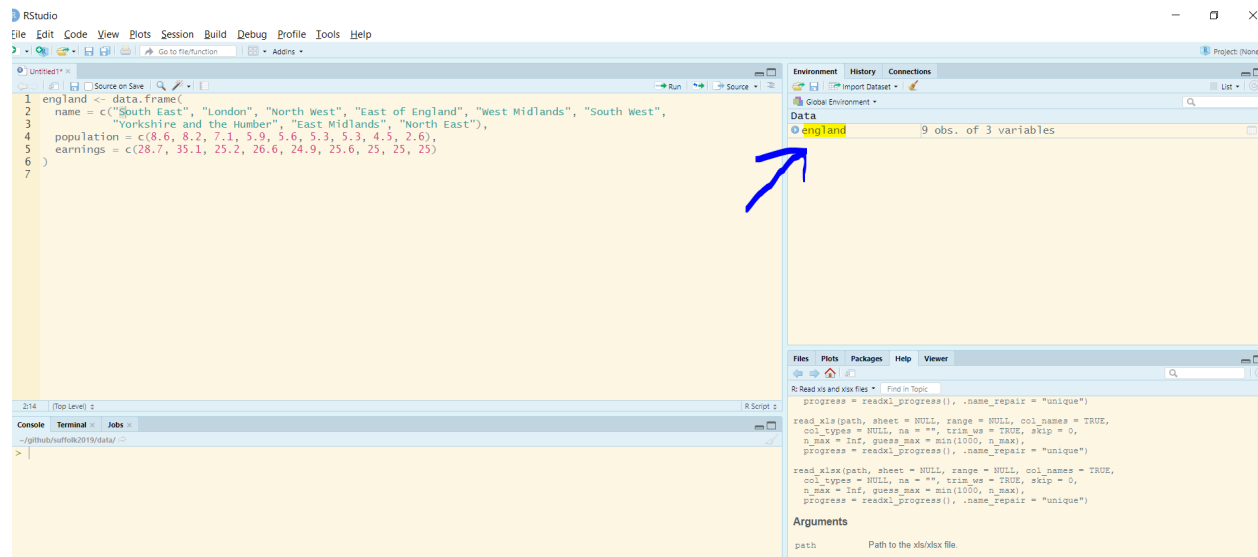 RStudio
File Edit Code View Plots Session Build Debug Profile Tools Help
Go to file/function Addins Project: (None
Untitled1*
Source on Save Run Source
1 england <- data.frame(
2 name = c("South East", "London", "North West", "East of England", "West Midlands", "South West",
3 "Yorkshire and the Humber", "East Midlands", "North East"),
4 population = c(8.6, 8.2, 7.1, 5.9, 5.6, 5.3, 5.3, 4.5, 2.6),
5 earnings = c(28.7, 35.1, 25.2, 26.6, 24.9, 25.6, 25, 25, 25)
6 )
7
2:14 (Top Level) R Script
Console Terminal Jobs
~/github/suffolk2019/data/
>
Environment History Connections
Import Dataset List
Global Environment
Data
england 9 obs. of 3 variables
Files Plots Packages Help Viewer
R: Read xls and xlsx files Find in Topic
progress = readxl_progress(), .name_repair = "unique")
read_xls(path, sheet = NULL, range = NULL, col_names = TRUE,
col_types = NULL, na = "", trim_ws = TRUE, skip = 0,
n_max = Inf, guess_max = min(1000, n_max),
progress = readxl_progress(), .name_repair = "unique")
read_xlsx(path, sheet = NULL, range = NULL, col_names = TRUE,
col_types = NULL, na = "", trim_ws = TRUE, skip = 0,
n_max = Inf, guess_max = min(1000, n_max),
progress = readxl_progress(), .name_repair = "unique")
Arguments
path Path to the xls/xlsx file.